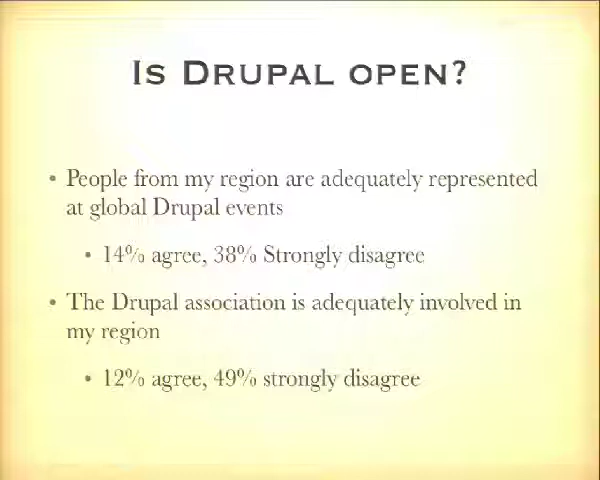 Is Drupal open?
• People from my region are adequately represented
at global Drupal events
• 14% agree, 38% Strongly disagree
• The Drupal association is adequately involved in
my region
• 12% agree, 49% strongly disagree